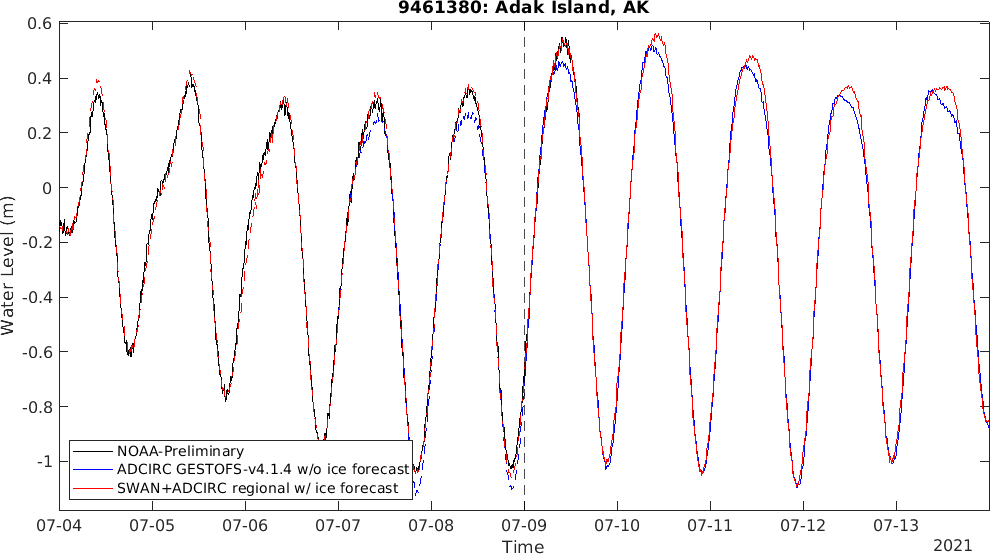 9461380: Adak Island, AK
0.6
0.4
0.2
0
-0.2
-0.4
-0.6
-0.8
-1
Water Level (m)
NOAA-Preliminary
ADCIRC GESTOFS-v4.1.4 w/o ice forecast
SWAN+ADCIRC regional w/ ice forecast
07-04 07-05 07-06 07-07 07-08 07-09 07-10 07-11 07-12 07-13
Time
2021